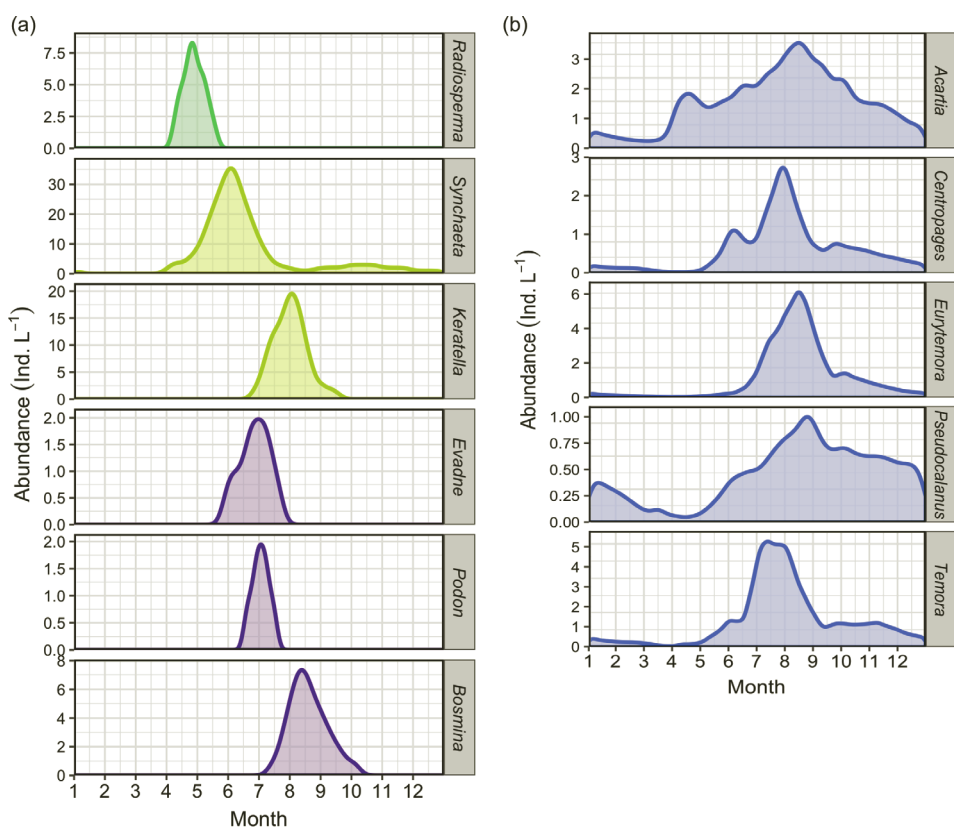 (a)
Abundance (Ind. L⁻¹)
7.5
5.0
2.5
0.0
Radiosperma
30
20
10
0
Synchaeta
20
15
10
5
0
Keratella
2.0
1.5
1.0
0.5
0.0
Evadne
2.0
1.5
1.0
0.5
0.0
Podon
8
6
4
2
0
Bosmina
1 2 3 4 5 6 7 8 9 10 11 12
Month
(b)
Abundance (Ind. L⁻¹)
3
2
1
0
Acartia
3
2
1
0
Centropages
6
4
2
0
Eurytemora
1.00
0.75
0.50
0.25
0.00
Pseudocalanus
5
4
3
2
1
0
Temora
1 2 3 4 5 6 7 8 9 10 11 12
Month